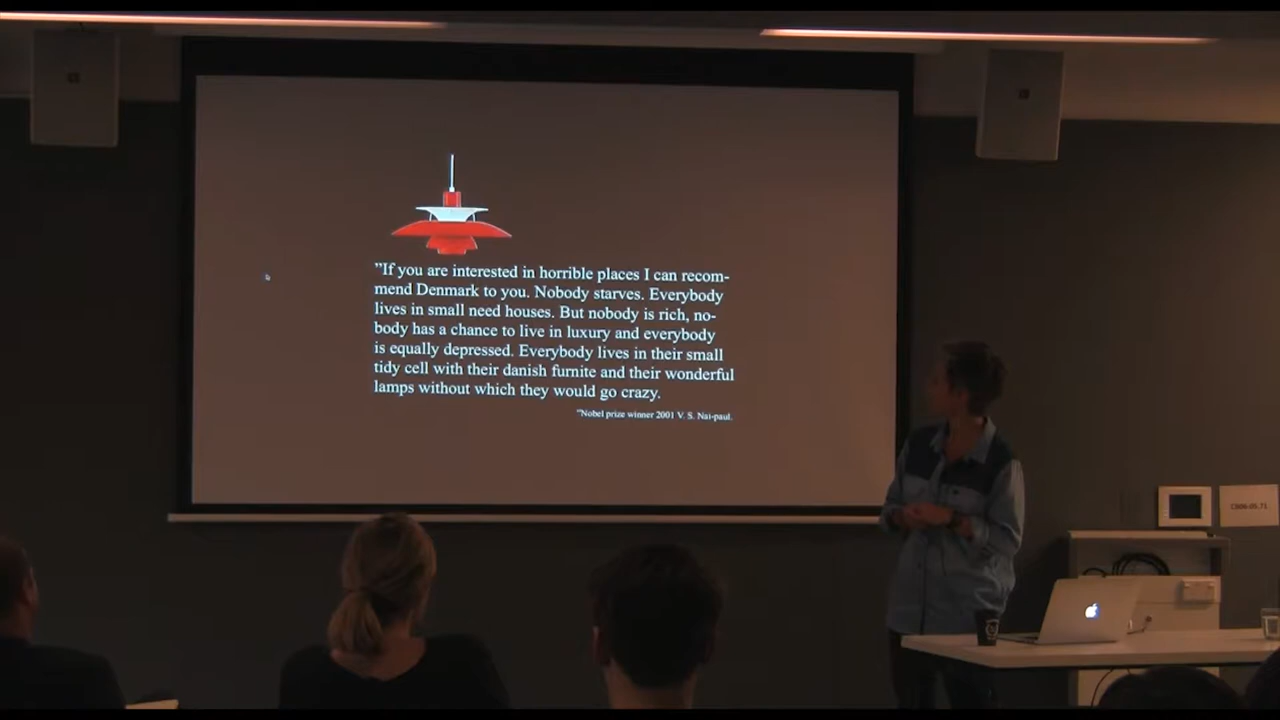 "If you are interested in horrible places I can recom-
mend Denmark to you. Nobody starves. Everybody
lives in small need houses. But nobody is rich, no-
body has a chance to live in luxury and everybody
is equally depressed. Everybody lives in their small
tidy cell with their danish furnite and their wonderful
lamps without which they would go crazy.
"Nobel prize winner 2001 V. S. Nai-paul.